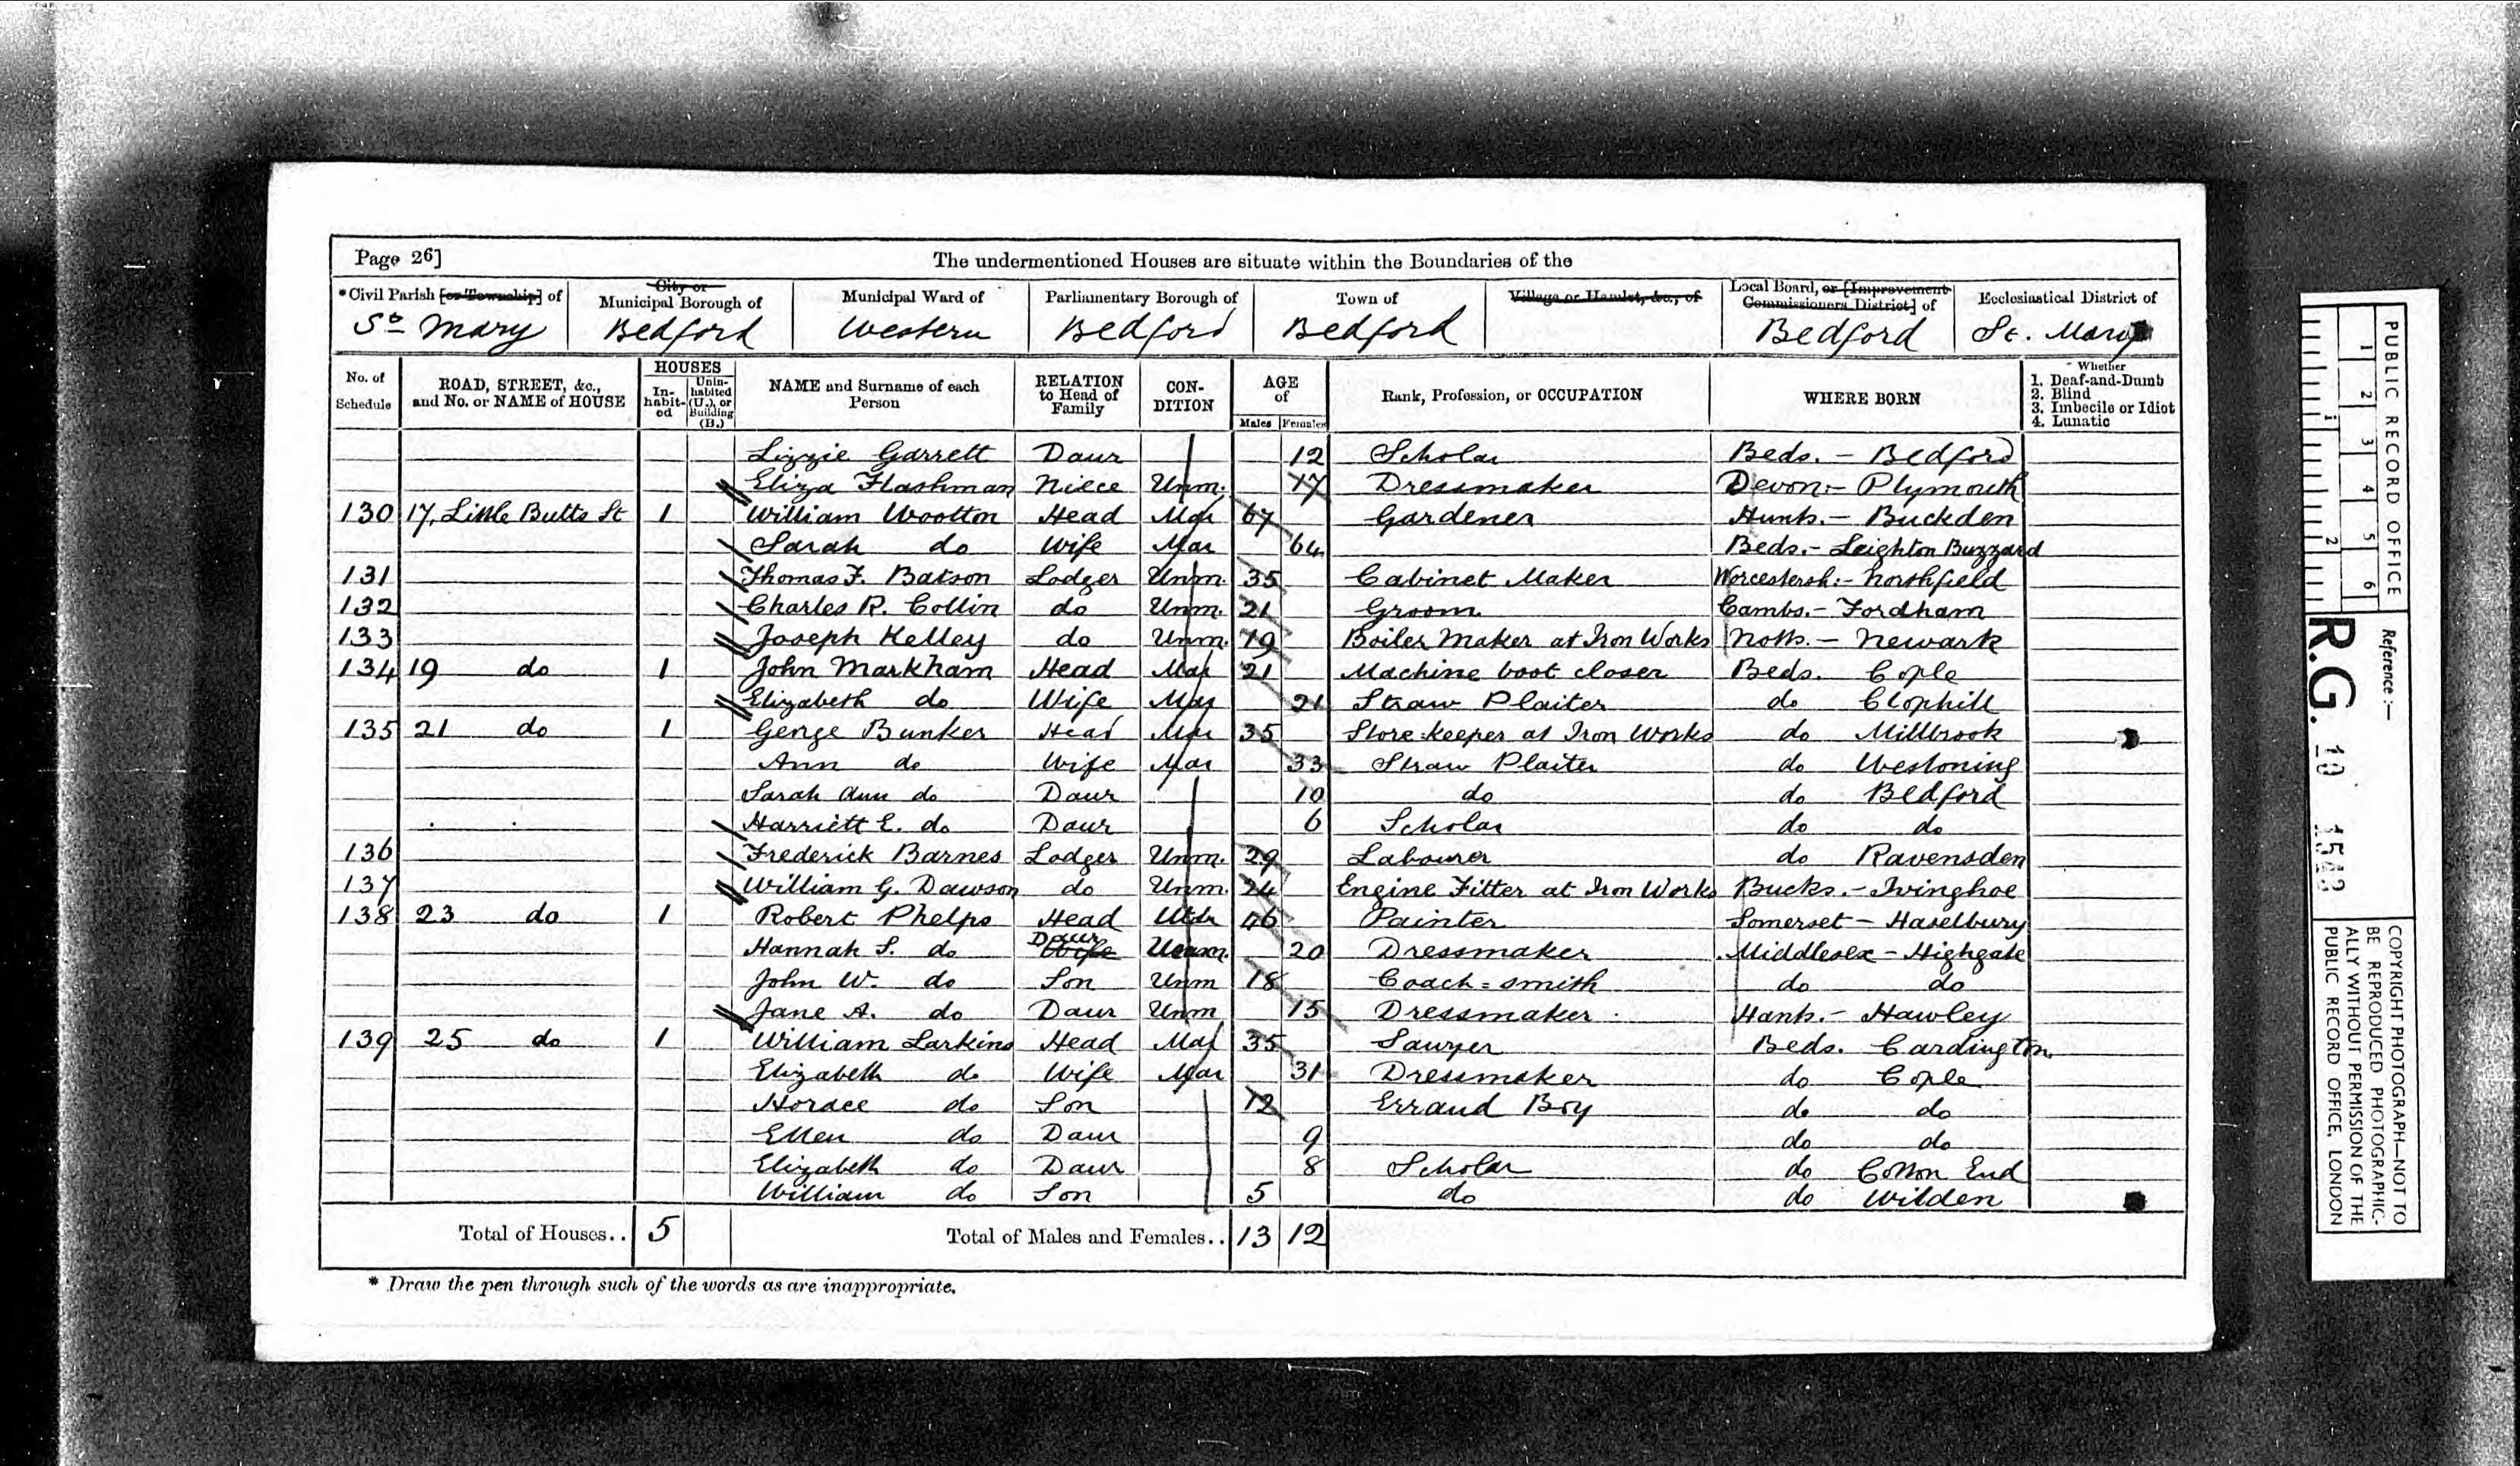 Page 26]
The undermentioned Houses are situate within the Boundaries of the
*Civil Parish [or Township] of
St Mary
City or Municipal Borough of
Bedford
Municipal Ward of
Western
Parliamentary Borough of
Bedford
Town of
Bedford
Village or Hamlet, &c., of
Local Board, or [Improvement Commissioners District] of
Bedford
Ecclesiastical District of
St. Mary
No. of Schedule
ROAD, STREET, &c., and No. or NAME of HOUSE
HOUSES
In-habit-ed
Unin-habited (U.), or Building (B.)
NAME and Surname of each Person
RELATION to Head of Family
CON-DITION
AGE of
Males Females
Rank, Profession, or OCCUPATION
WHERE BORN
Whether
1. Deaf-and-Dumb
2. Blind
3. Imbecile or Idiot
4. Lunatic
Lizzie Garrett Daur 12 Scholar Beds. - Bedford
Eliza Flashman Niece Unm. 17 Dressmaker Devon - Plymouth
130 17, Little Butts St 1 William Wootton Head Mar 67 Gardener Hunts. - Buckden
Sarah do Wife Mar 64 Beds. - Leighton Buzzard
131 Thomas F. Batson Lodger Unm. 35 Cabinet Maker Worcestersh: - Northfield
132 Charles R. Collin do Unm. 21 Groom Cambs. - Fordham
133 Joseph Kelley do Unm. 19 Boiler Maker at Iron Works Notts. - Newark
134 19 do 1 John Markham Head Mar 21 Machine boot closer Beds. Cople
Elizabeth do Wife Mar 21 Straw Plaiter do Clophill
135 21 do 1 George Bunker Head Mar 35 Store-keeper at Iron Works do Millbrook
Ann do Wife Mar 33 Straw Plaiter do Westoning
Sarah Ann do Daur 10 do do Bedford
Harriett E. do Daur 6 Scholar do do
136 Frederick Barnes Lodger Unm. 29 Labourer do Ravensden
137 William G. Dawson do Unm. 24 Engine Fitter at Iron Works Bucks. - Ivinghoe
138 23 do 1 Robert Phelps Head Wdr 46 Painter Somerset - Haselbury
Hannah S. do Daur Wife Unm. 20 Dressmaker Middlesex - Highgate
John W. do Son Unm 18 Coach=smith do do
Jane A. do Daur Unm 15 Dressmaker Hants. - Hawley
139 25 do 1 William Larkins Head Mar 35 Sawyer Beds. Cardington
Elizabeth do Wife Mar 31 Dressmaker do Cople
Horace do Son 12 Errand Boy do do
Ellen do Daur 9 do do
Elizabeth do Daur 8 Scholar do Cotton End
William do Son 5 do do Wilden
Total of Houses.. 5 Total of Males and Females.. 13 12
* Draw the pen through such of the words as are inappropriate.
PUBLIC RECORD OFFICE
1 2 3 4 5 6
1 2
Reference :-
R.G. 10 1543
COPYRIGHT PHOTOGRAPH-NOT TO BE REPRODUCED PHOTOGRAPHIC-
ALLY WITHOUT PERMISSION OF THE
PUBLIC RECORD OFFICE, LONDON